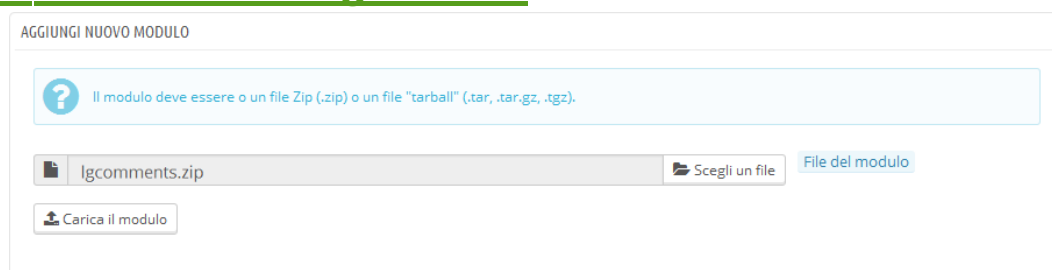 AGGIUNGI NUOVO MODULO
Il modulo deve essere o un file Zip (.zip) o un file "tarball" (.tar, .tar.gz, .tgz).
lgcomments.zip
Scegli un file
File del modulo
Carica il modulo